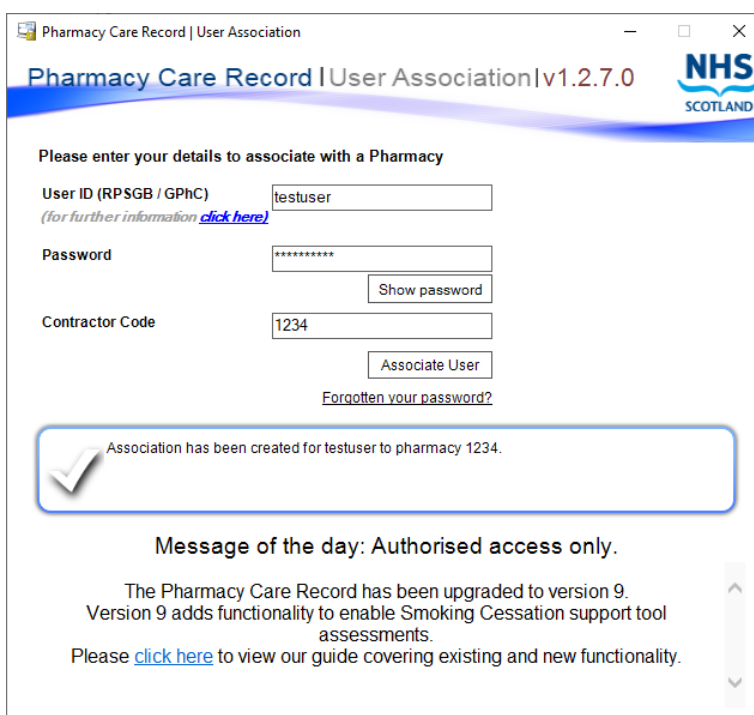 Pharmacy Care Record | User Association
Pharmacy Care Record | User Association | v1.2.7.0
NHS
SCOTLAND
Please enter your details to associate with a Pharmacy
User ID (RPSGB / GPhC)
testuser
(for further information click here)
Password
**********
Show password
Contractor Code
1234
Associate User
Forgotten your password?
Association has been created for testuser to pharmacy 1234.
Message of the day: Authorised access only.
The Pharmacy Care Record has been upgraded to version 9.
Version 9 adds functionality to enable Smoking Cessation support tool
assessments.
Please click here to view our guide covering existing and new functionality.